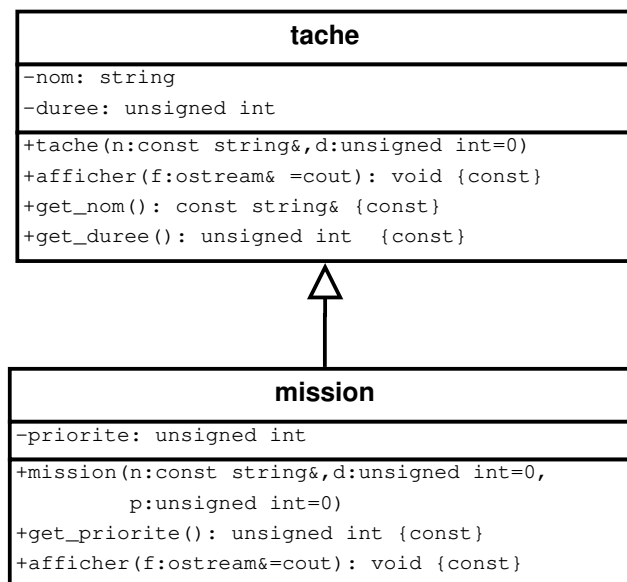 tache
-nom: string
-duree: unsigned int
+tache(n:const string&,d:unsigned int=0)
+afficher(f:ostream& =cout): void {const}
+get_nom(): const string& {const}
+get_duree(): unsigned int  {const}
mission
-priorite: unsigned int
+mission(n:const string&,d:unsigned int=0,
p:unsigned int=0)
+get_priorite(): unsigned int {const}
+afficher(f:ostream&=cout): void {const}